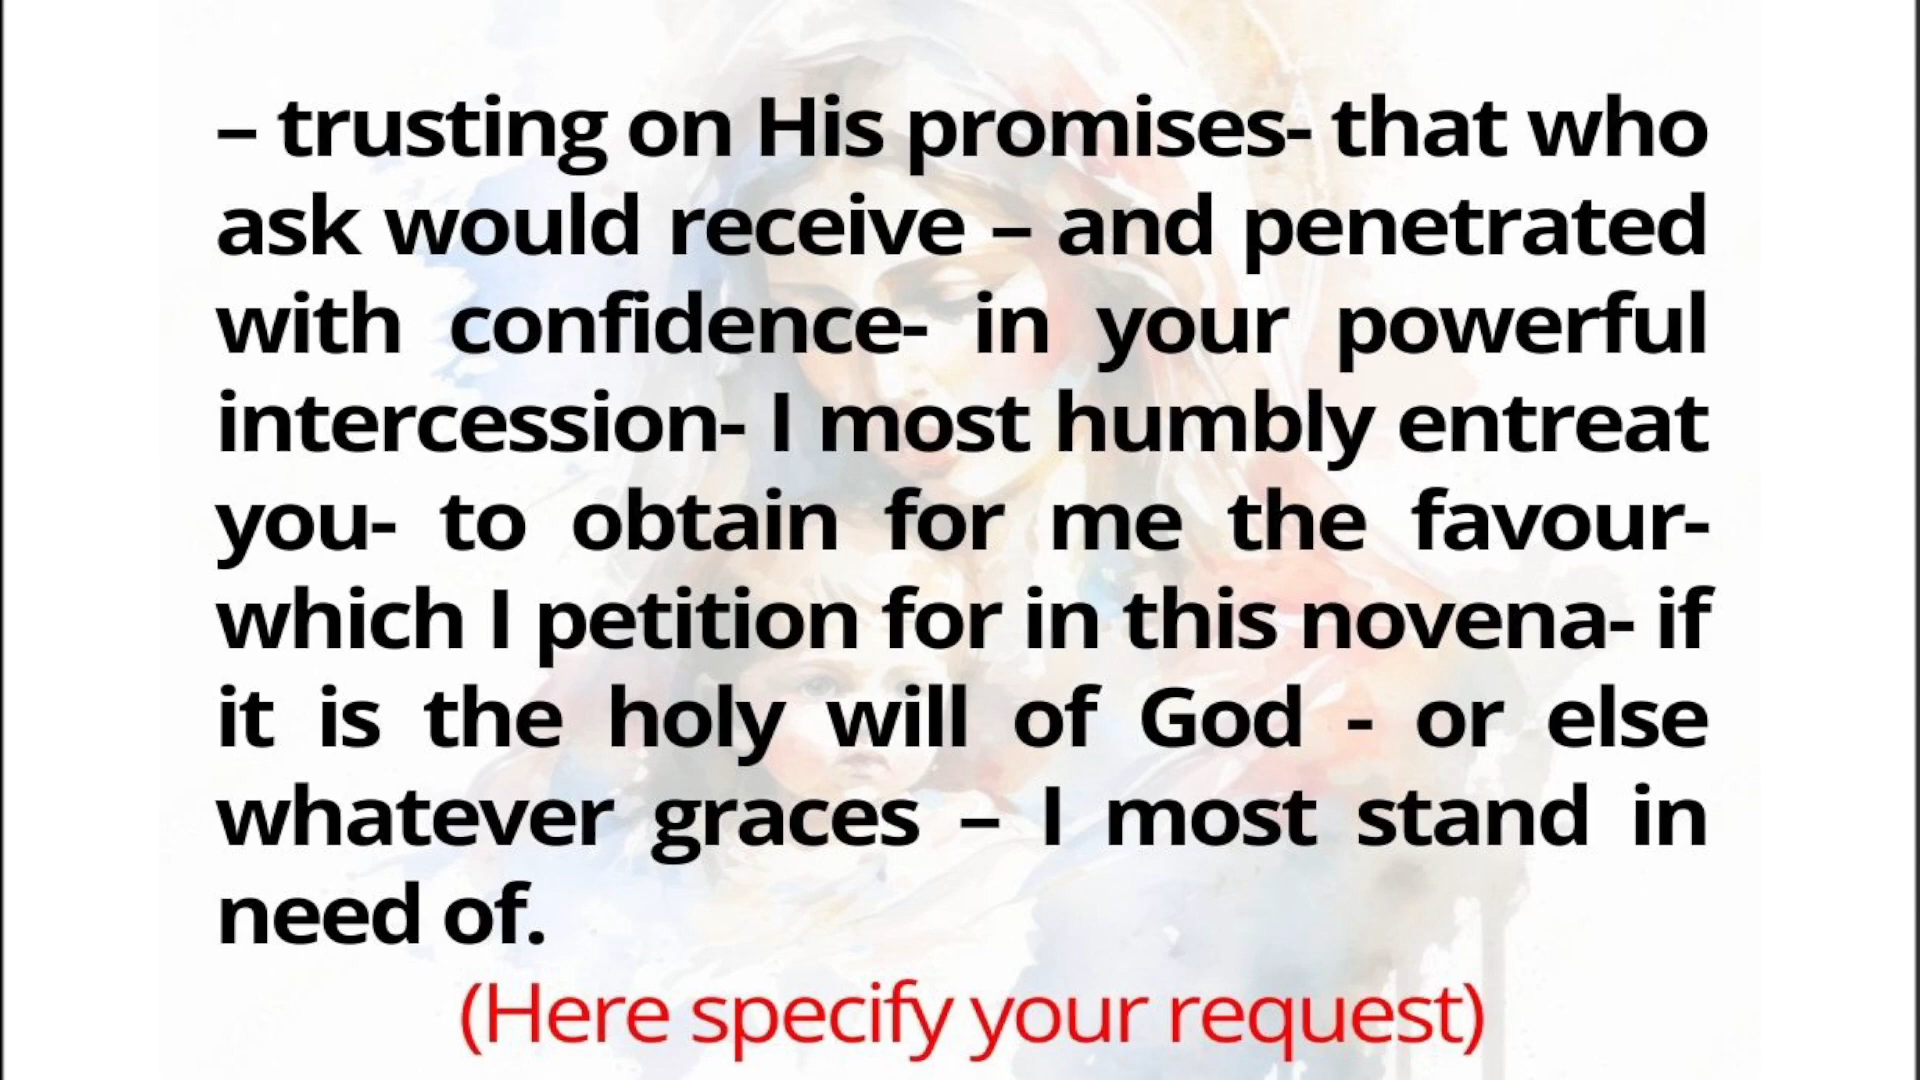 – trusting on His promises- that who
ask would receive – and penetrated
with confidence- in your powerful
intercession- I most humbly entreat
you- to obtain for me the favour-
which I petition for in this novena- if
it is the holy will of God - or else
whatever graces – I most stand in
need of.
(Here specify your request)